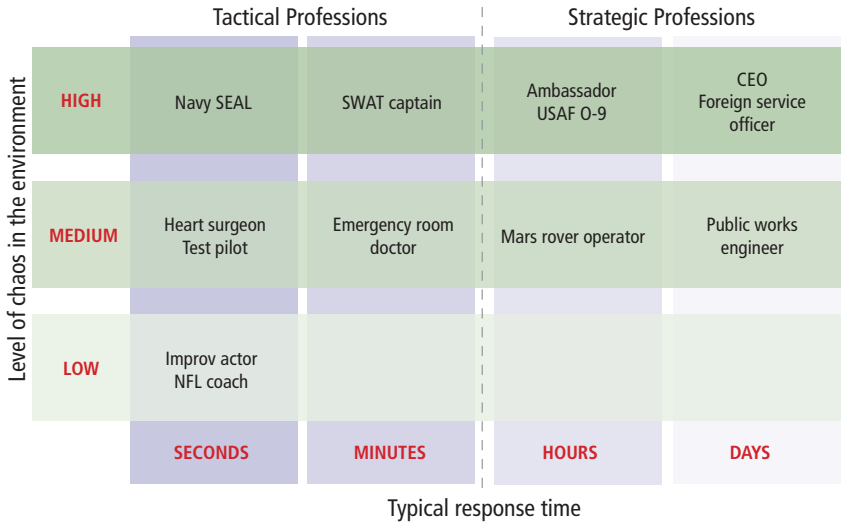 Tactical Professions
Strategic Professions
Level of chaos in the environment
HIGH
Navy SEAL
SWAT captain
Ambassador
USAF O-9
CEO
Foreign service
officer
MEDIUM
Heart surgeon
Test pilot
Emergency room
doctor
Mars rover operator
Public works
engineer
LOW
Improv actor
NFL coach
SECONDS
MINUTES
HOURS
DAYS
Typical response time